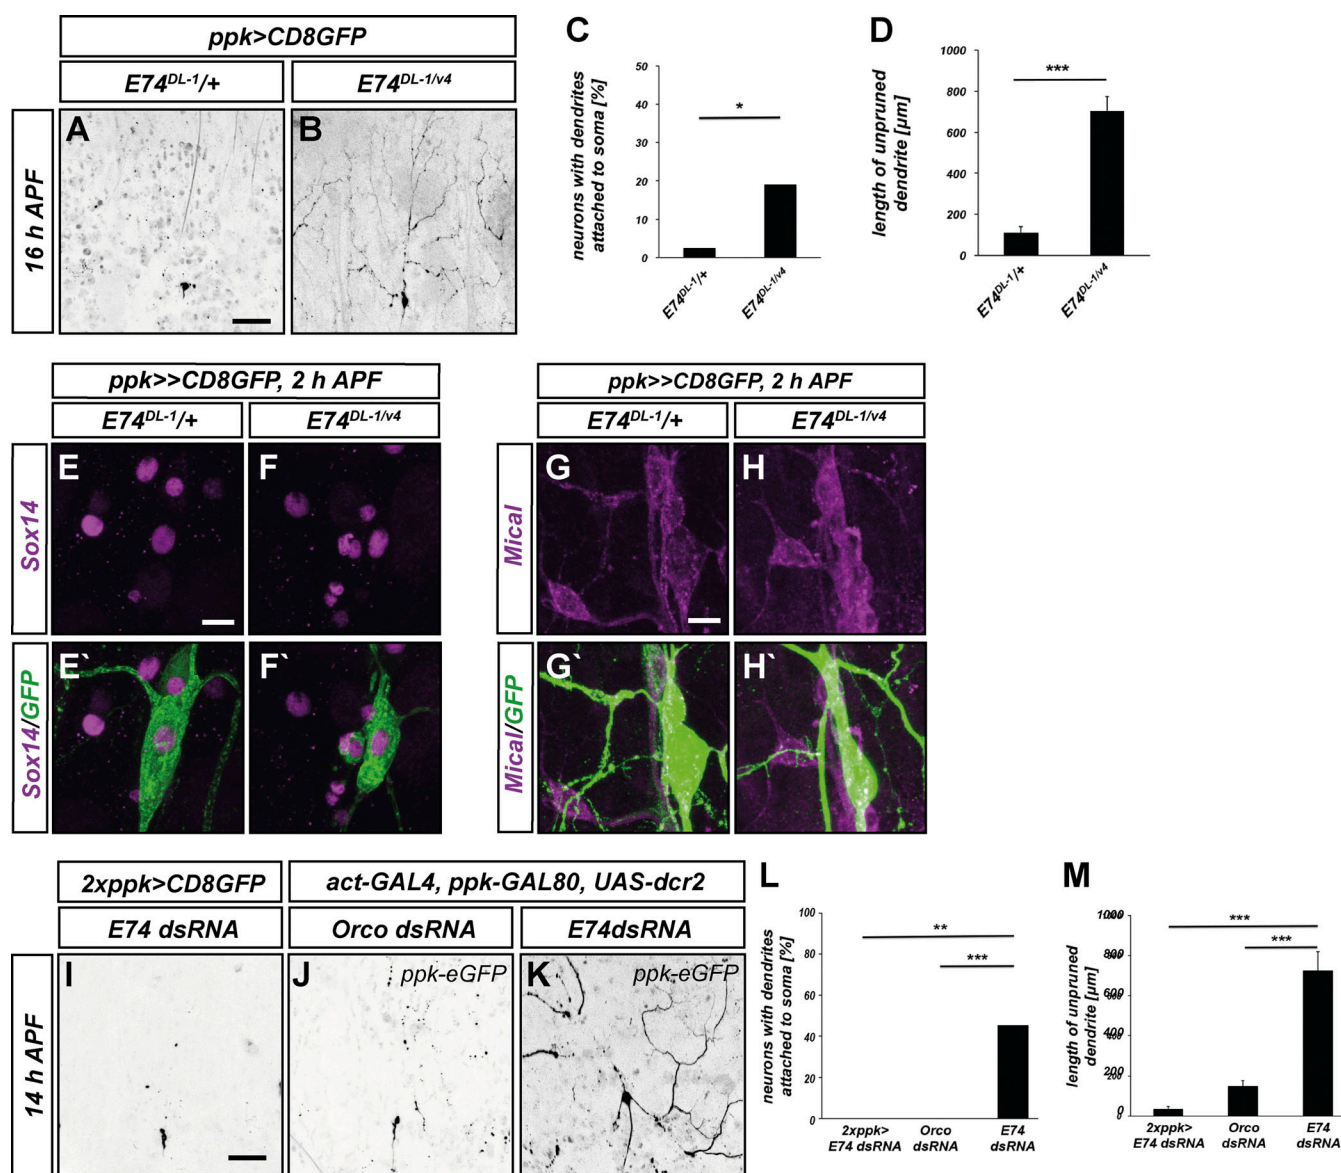 ppk>CD8GFP
E74DL-1/+
E74DL-1/v4
16 h APF
A
B
C
neurons with dendrites
attached to soma [%]
50
40
30
20
10
0
*
E74DL-1/+
E74DL-1/v4
D
length of unpruned
dendrite [µm]
1000
800
600
400
200
0
***
E74DL-1/+
E74DL-1/v4
ppk>>CD8GFP, 2 h APF
E74DL-1/+
E74DL-1/v4
Sox14
E
F
Sox14/GFP
E`
F`
ppk>>CD8GFP, 2 h APF
E74DL-1/+
E74DL-1/v4
Mical
G
H
Mical/GFP
G`
H`
2xppk>CD8GFP
act-GAL4, ppk-GAL80, UAS-dcr2
E74 dsRNA
Orco dsRNA
E74dsRNA
14 h APF
I
J
ppk-eGFP
K
ppk-eGFP
L
neurons with dendrites
attached to soma [%]
100
80
60
40
20
0
**
***
2xppk>
E74 dsRNA
Orco
dsRNA
E74
dsRNA
M
length of unpruned
dendrite [µm]
***
***
2xppk>
E74 dsRNA
Orco
dsRNA
E74
dsRNA